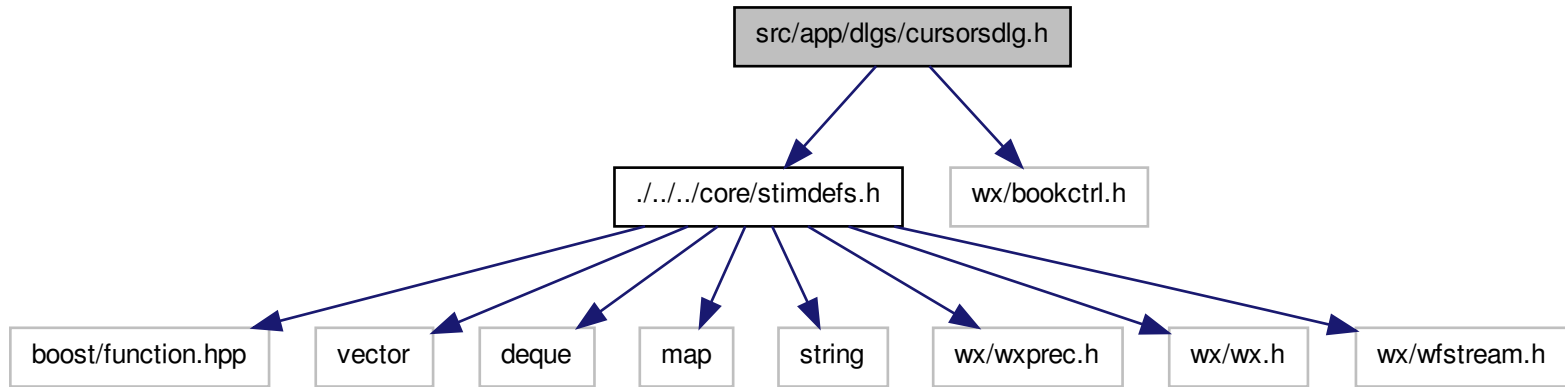 src/app/dlgs/cursorsdlg.h
./../../core/stimdefs.h
wx/bookctrl.h
boost/function.hpp
vector
deque
map
string
wx/wxprec.h
wx/wx.h
wx/wfstream.h